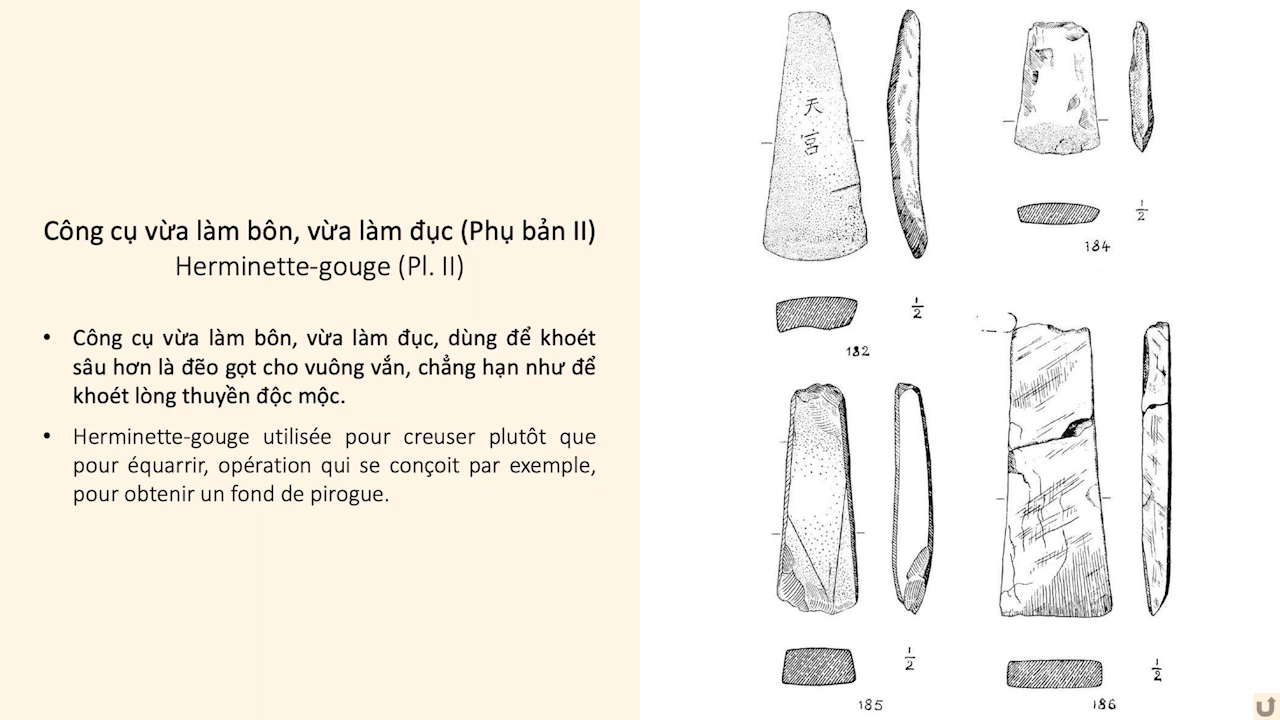 Công cụ vừa làm bôn, vừa làm đục (Phụ bản II)
Herminette-gouge (Pl. II)
• Công cụ vừa làm bôn, vừa làm đục, dùng để khoét
sâu hơn là đẽo gọt cho vuông vắn, chẳng hạn như để
khoét lòng thuyền độc mộc.
• Herminette-gouge utilisée pour creuser plutôt que
pour équarrir, opération qui se conçoit par exemple,
pour obtenir un fond de pirogue.
天
宮
1/2
182
1/2
184
1/2
185
1/2
186